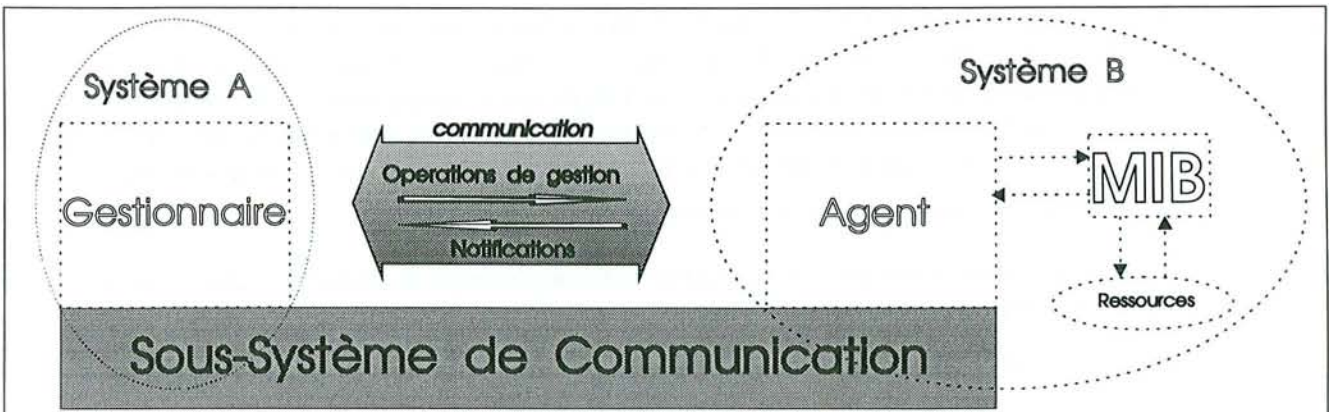 Système A
Système B
communication
Operations de gestion
Notifications
Gestionnaire
Agent
MIB
Ressources
Sous-Système de Communication